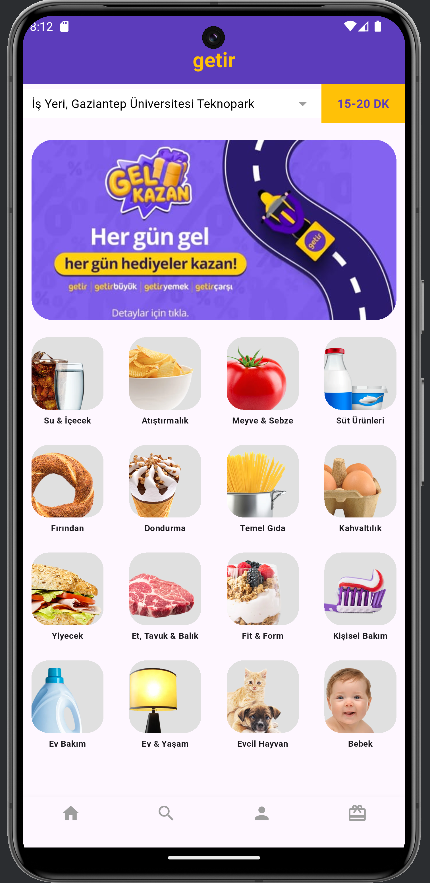 8:12
getir
İş Yeri, Gaziantep Üniversitesi Teknopark
15-20 DK
GEL
KAZAN
Her gün gel
her gün hediyeler kazan!
getir getirbüyük getiryemek getirçarşı
getir
Detaylar için tıkla.
Su & İçecek Atıştırmalık Meyve & Sebze Süt Ürünleri
Fırından Dondurma Temel Gıda Kahvaltılık
Yiyecek Et, Tavuk & Balık Fit & Form Kişisel Bakım
Ev Bakım Ev & Yaşam Evcil Hayvan Bebek